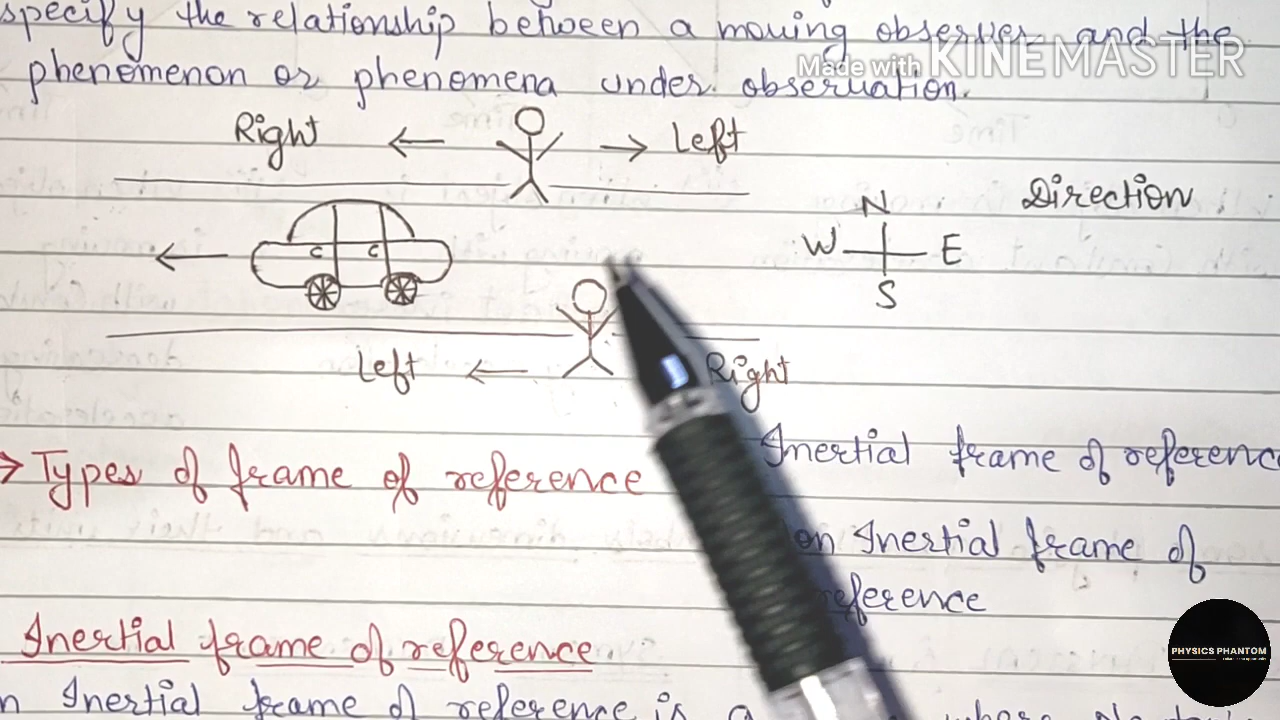 specify the relationship between a moving observer and the
Made with KINEMASTER
phenomenon or phenomena under observation.
Right ← → Left
Direction
N
W E
S
C C
Left ← Right
→ Types of frame of reference
Inertial frame of reference
Inertial frame of
Inertial frame of reference
Inertial frame of reference is a
PHYSICS PHANTOM